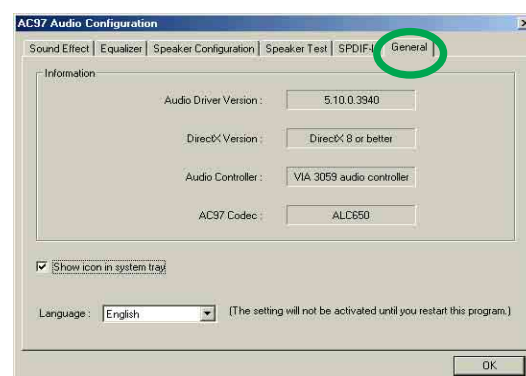 AC97 Audio Configuration
Sound Effect Equalizer Speaker Configuration Speaker Test SPDIF-I General
Information
Audio Driver Version : 5.10.0.3940
DirectX Version : DirectX 8 or better
Audio Controller : VIA 3059 audio controller
AC97 Codec : ALC650
Show icon in system tray
Language : English (The setting will not be activated until you restart this program.)
OK